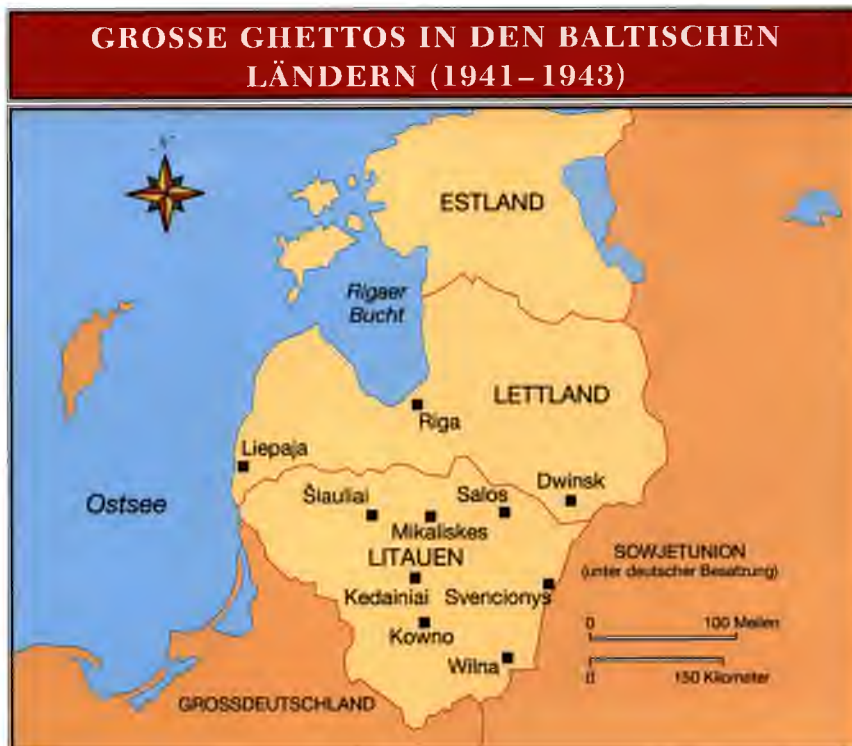 GROSSE GHETTOS IN DEN BALTISCHEN
LÄNDERN (1941–1943)
N
ESTLAND
Rigaer
Bucht
LETTLAND
Riga
Liepaja
Ostsee
Šiauliai
Salos
Dwinsk
Mikaliskes
LITAUEN
SOWJETUNION
(unter deutscher Besatzung)
Kedainiai
Svencionys
Kowno
0 100 Meilen
Wilna
0 150 Kilometer
GROSSDEUTSCHLAND